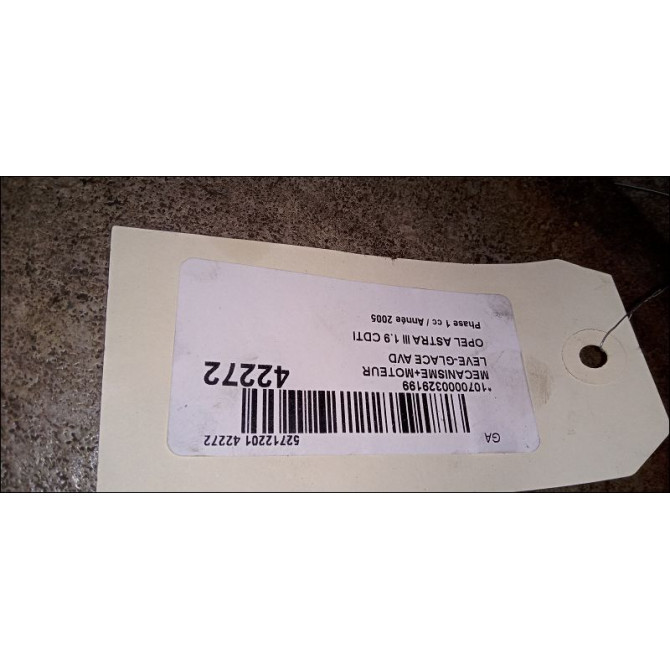 GA 52712201 42272
*1070000329199
MECANISME+MOTEUR 42272
LEVE-GLACE AVD
OPEL ASTRA III 1.9 CDTI
Phase 1 cc / Année 2005